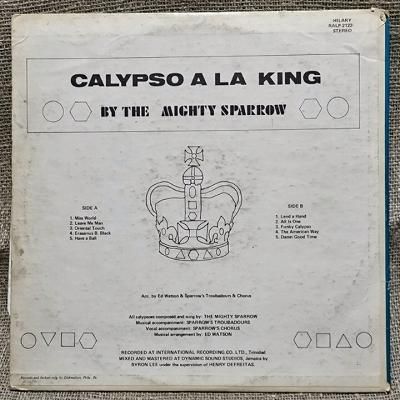 HILARY
RALP 2122
STEREO
CALYPSO A LA KING
BY THE MIGHTY SPARROW
SIDE A
1. Miss World
2. Leave Me Man
3. Oriental Touch
4. Erasmus B. Black
5. Have a Ball
SIDE B
1. Lend a Hand
2. All Is One
3. Funky Calypso
4. The American Way
5. Damn Good Time
Acc. by Ed Watson & Sparrow's Troubadours & Chorus
All calypsoes composed and sung by: THE MIGHTY SPARROW
Musical accompaniment: SPARROW'S TROUBADOURS
Vocal accompaniment: SPARROW'S CHORUS
Musical arrangement by: ED WATSON
RECORDED AT INTERNATIONAL RECORDING CO. LTD., Trinidad
MIXED AND MASTERED AT DYNAMIC SOUND STUDIOS, Jamaica by
BYRON LEE under the supervision of HENRY DEFREITAS.